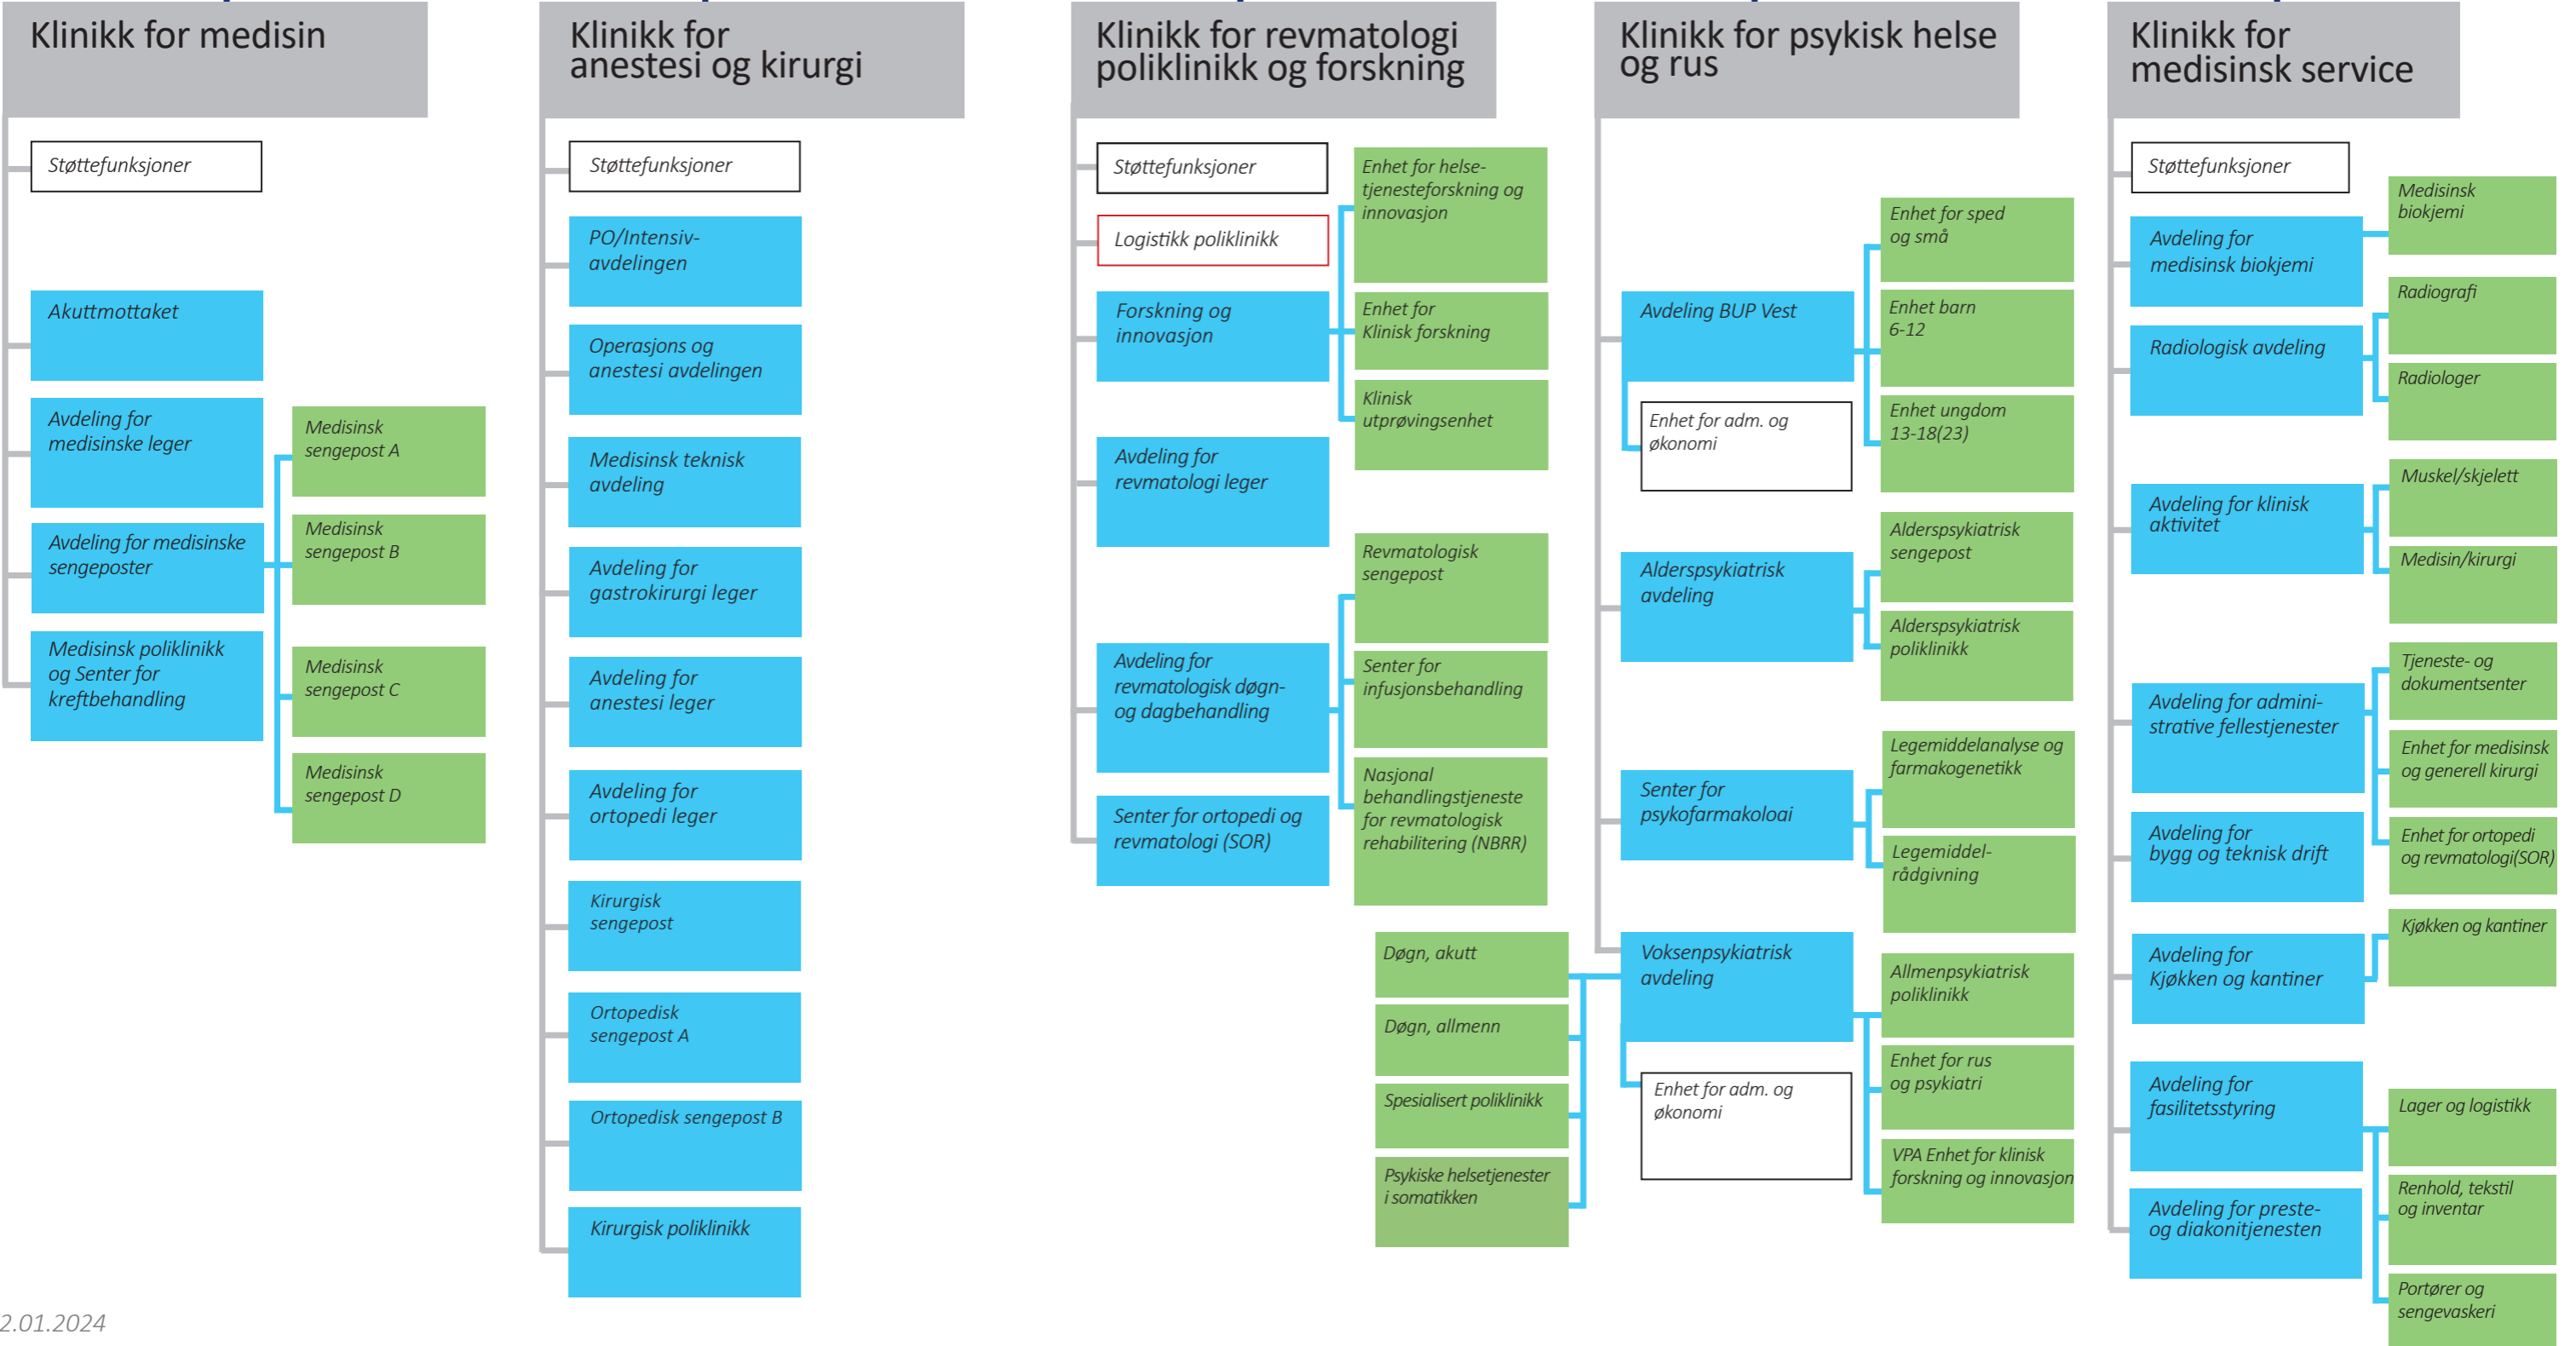 Klinikk for medisin
Støttefunksjoner
Akuttmottaket
Avdeling for
medisinske leger
Avdeling for medisinske
sengeposter
Medisinsk poliklinikk
og Senter for
kreftbehandling
Medisinsk
sengepost A
Medisinsk
sengepost B
Medisinsk
sengepost C
Medisinsk
sengepost D
Klinikk for
anestesi og kirurgi
Støttefunksjoner
PO/Intensiv-
avdelingen
Operasjons og
anestesi avdelingen
Medisinsk teknisk
avdeling
Avdeling for
gastrokirurgi leger
Avdeling for
anestesi leger
Avdeling for
ortopedi leger
Kirurgisk
sengepost
Ortopedisk
sengepost A
Ortopedisk sengepost B
Kirurgisk poliklinikk
Klinikk for revmatologi
poliklinikk og forskning
Støttefunksjoner
Logistikk poliklinikk
Forskning og
innovasjon
Enhet for helse-
tjenesteforskning og
innovasjon
Enhet for
Klinisk forskning
Klinisk
utprøvingsenhet
Avdeling for
revmatologi leger
Avdeling for
revmatologisk døgn-
og dagbehandling
Revmatologisk
sengepost
Senter for
infusjonsbehandling
Nasjonal
behandlingstjeneste
for revmatologisk
rehabilitering (NBRR)
Senter for ortopedi og
revmatologi (SOR)
Klinikk for psykisk helse
og rus
Avdeling BUP Vest
Enhet for adm. og
økonomi
Enhet for sped
og små
Enhet barn
6-12
Enhet ungdom
13-18(23)
Alderspsykiatrisk
avdeling
Alderspsykiatrisk
sengepost
Alderspsykiatrisk
poliklinikk
Senter for
psykofarmakoloai
Legemiddelanalyse og
farmakogenetikk
Legemiddel-
rådgivning
Voksenpsykiatrisk
avdeling
Enhet for adm. og
økonomi
Døgn, akutt
Døgn, allmenn
Spesialisert poliklinikk
Psykiske helsetjenester
i somatikken
Allmenpsykiatrisk
poliklinikk
Enhet for rus
og psykiatri
VPA Enhet for klinisk
forskning og innovasjon
Klinikk for
medisinsk service
Støttefunksjoner
Avdeling for
medisinsk biokjemi
Medisinsk
biokjemi
Radiologisk avdeling
Radiografi
Radiologer
Avdeling for klinisk
aktivitet
Muskel/skjelett
Medisin/kirurgi
Avdeling for admini-
strative fellestjenester
Tjeneste- og
dokumentsenter
Enhet for medisinsk
og generell kirurgi
Enhet for ortopedi
og revmatologi(SOR)
Avdeling for
bygg og teknisk drift
Avdeling for
Kjøkken og kantiner
Kjøkken og kantiner
Avdeling for
fasilitetsstyring
Lager og logistikk
Renhold, tekstil
og inventar
Portører og
sengevaskeri
Avdeling for preste-
og diakonitjenesten
2.01.2024